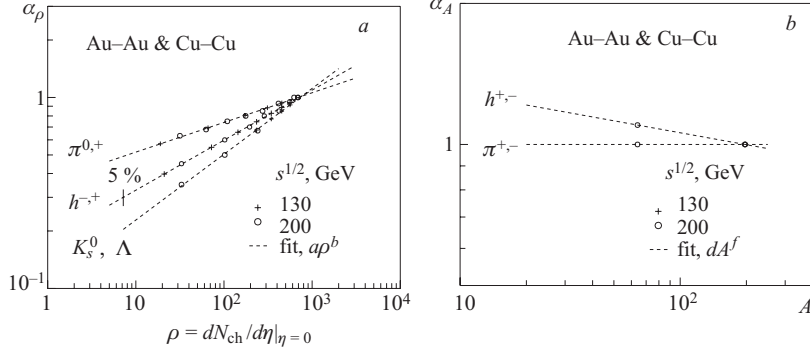 α_ρ
a
Au–Au & Cu–Cu
1
π^{0,+}
5 %
h^{-,+}
K_s^0, Λ
s^{1/2}, GeV
130
200
fit, aρ^b
10^{-1}
1 10 10^2 10^3 10^4
ρ = dN_ch/dη|_{η = 0}
α_A
b
Au–Au & Cu–Cu
h^{+,-}
1
π^{+,-}
s^{1/2}, GeV
130
200
fit, dA^f
10 10^2 A